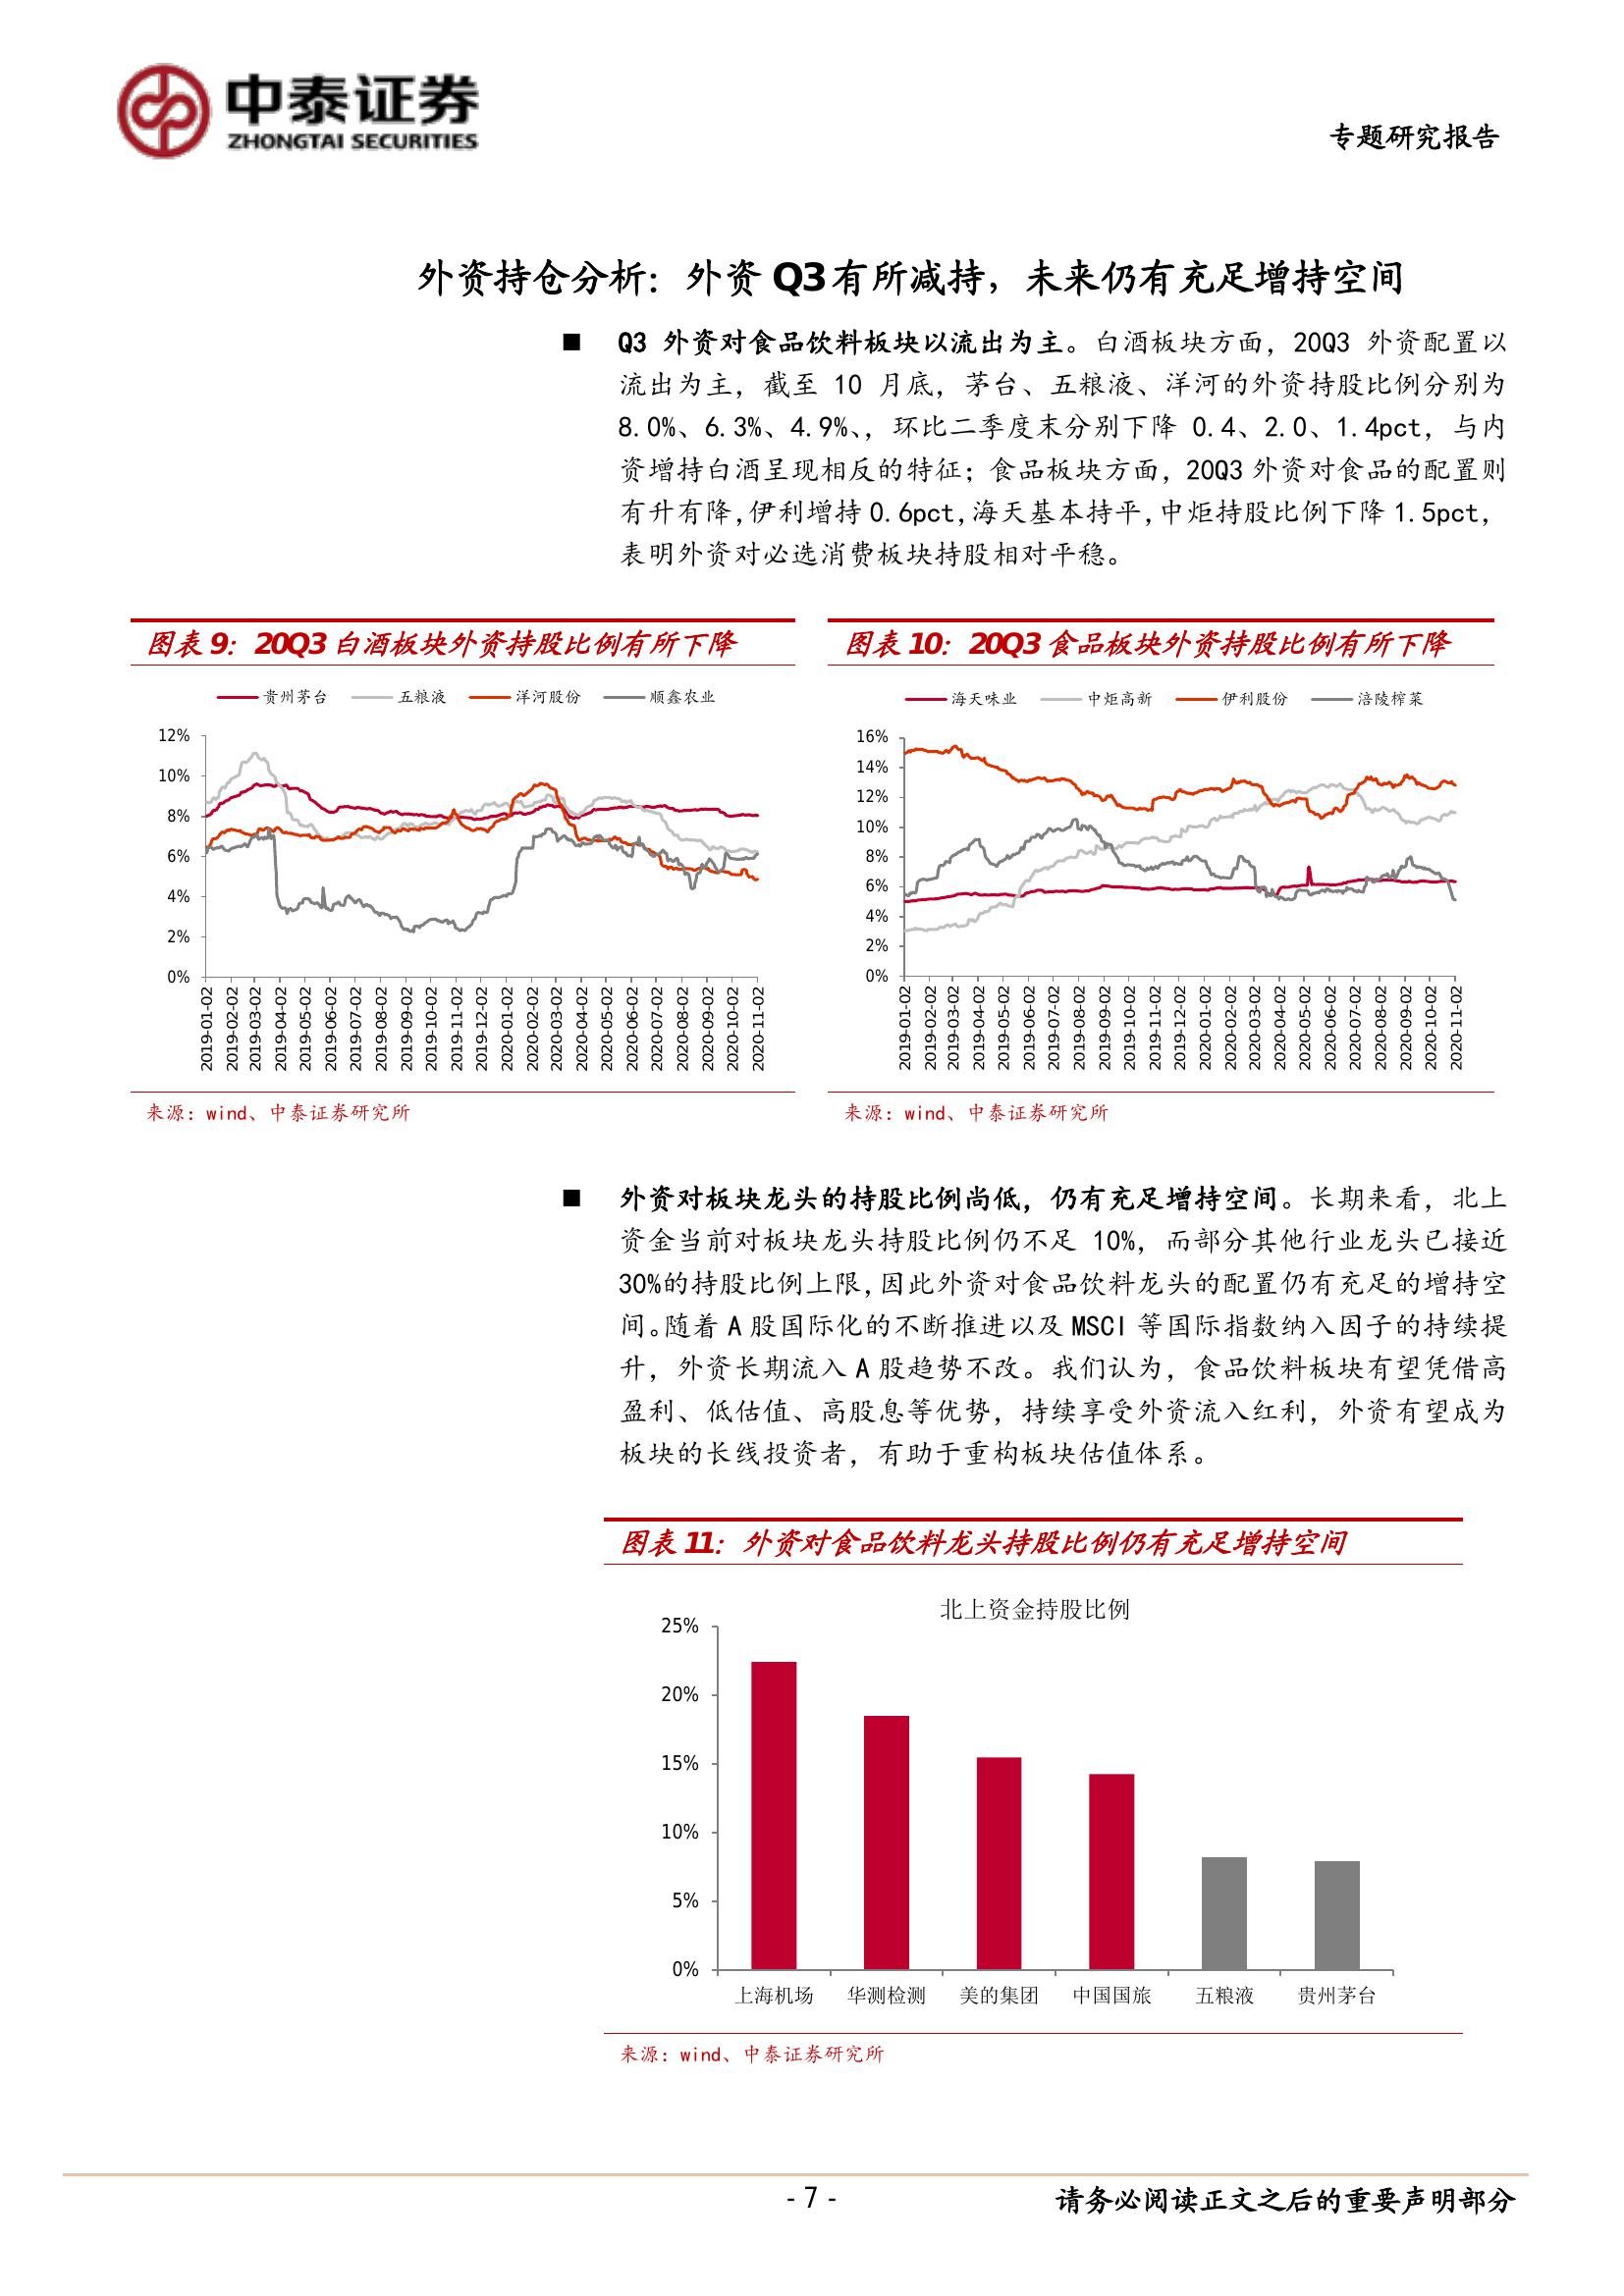 中泰证券
ZHONGTAI SECURITIES
专题研究报告
外资持仓分析：外资 Q3 有所减持，未来仍有充足增持空间
■ Q3 外资对食品饮料板块以流出为主。白酒板块方面，20Q3 外资配置以
流出为主，截至 10 月底，茅台、五粮液、洋河的外资持股比例分别为
8.0%、6.3%、4.9%、，环比二季度末分别下降 0.4、2.0、1.4pct，与内
资增持白酒呈现相反的特征；食品板块方面，20Q3 外资对食品的配置则
有升有降，伊利增持 0.6pct，海天基本持平，中炬持股比例下降 1.5pct，
表明外资对必选消费板块持股相对平稳。
图表 9：20Q3 白酒板块外资持股比例有所下降
贵州茅台 五粮液 洋河股份 顺鑫农业
12%
10%
8%
6%
4%
2%
0%
2019-01-02
2019-02-02
2019-03-02
2019-04-02
2019-05-02
2019-06-02
2019-07-02
2019-08-02
2019-09-02
2019-10-02
2019-11-02
2019-12-02
2020-01-02
2020-02-02
2020-03-02
2020-04-02
2020-05-02
2020-06-02
2020-07-02
2020-08-02
2020-09-02
2020-10-02
2020-11-02
来源：wind、中泰证券研究所
图表 10：20Q3 食品板块外资持股比例有所下降
海天味业 中炬高新 伊利股份 涪陵榨菜
16%
14%
12%
10%
8%
6%
4%
2%
0%
2019-01-02
2019-02-02
2019-03-02
2019-04-02
2019-05-02
2019-06-02
2019-07-02
2019-08-02
2019-09-02
2019-10-02
2019-11-02
2019-12-02
2020-01-02
2020-02-02
2020-03-02
2020-04-02
2020-05-02
2020-06-02
2020-07-02
2020-08-02
2020-09-02
2020-10-02
2020-11-02
来源：wind、中泰证券研究所
■ 外资对板块龙头的持股比例尚低，仍有充足增持空间。长期来看，北上
资金当前对板块龙头持股比例仍不足 10%，而部分其他行业龙头已接近
30%的持股比例上限，因此外资对食品饮料龙头的配置仍有充足的增持空
间。随着 A 股国际化的不断推进以及 MSCI 等国际指数纳入因子的持续提
升，外资长期流入 A 股趋势不改。我们认为，食品饮料板块有望凭借高
盈利、低估值、高股息等优势，持续享受外资流入红利，外资有望成为
板块的长线投资者，有助于重构板块估值体系。
图表 11：外资对食品饮料龙头持股比例仍有充足增持空间
北上资金持股比例
25%
20%
15%
10%
5%
0%
上海机场 华测检测 美的集团 中国国旅 五粮液 贵州茅台
来源：wind、中泰证券研究所
- 7 -
请务必阅读正文之后的重要声明部分